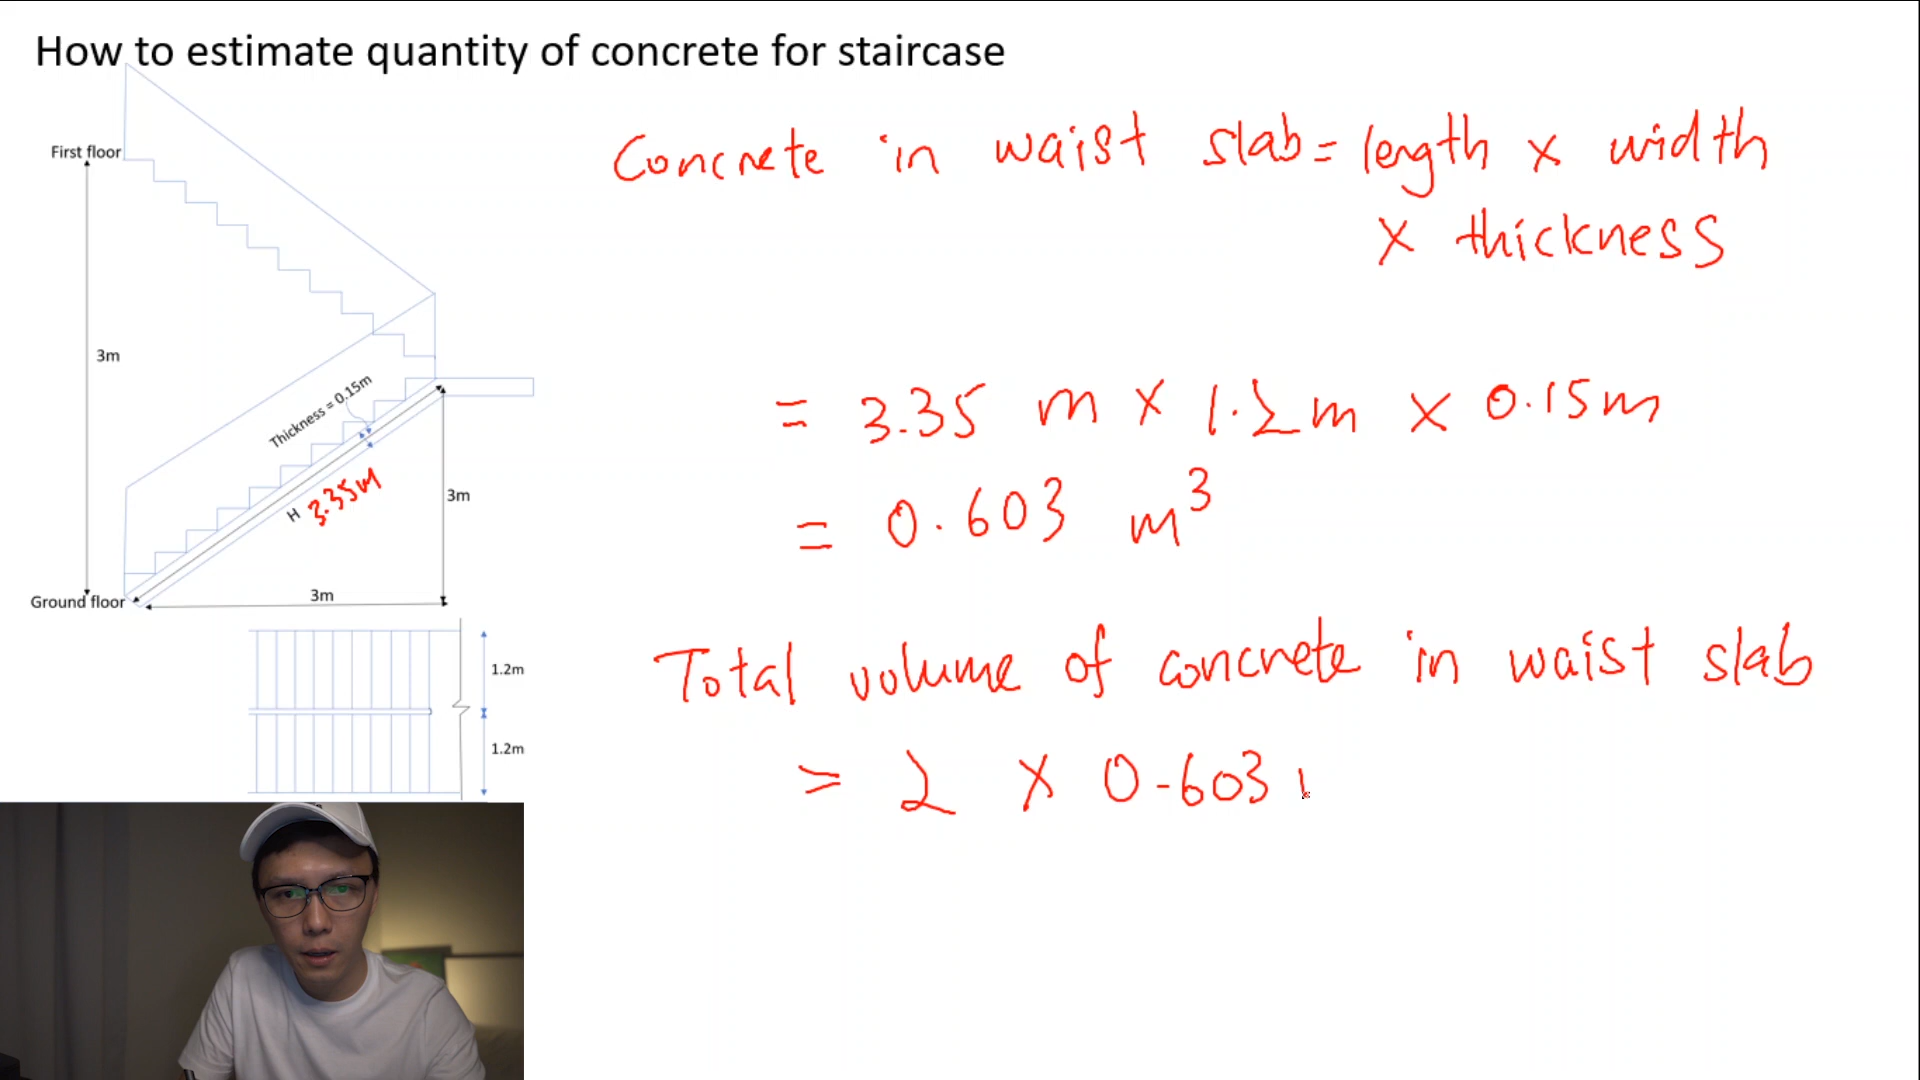 How to estimate quantity of concrete for staircase
First floor
3m
Thickness = 0.15m
H 3.35M
3m
Ground floor
3m
1.2m
1.2m
Concrete in waist slab = length x width
x thickness
= 3.35 m x 1.2m x 0.15m
= 0.603 m³
Total volume of concrete in waist slab
= 2 x 0.603